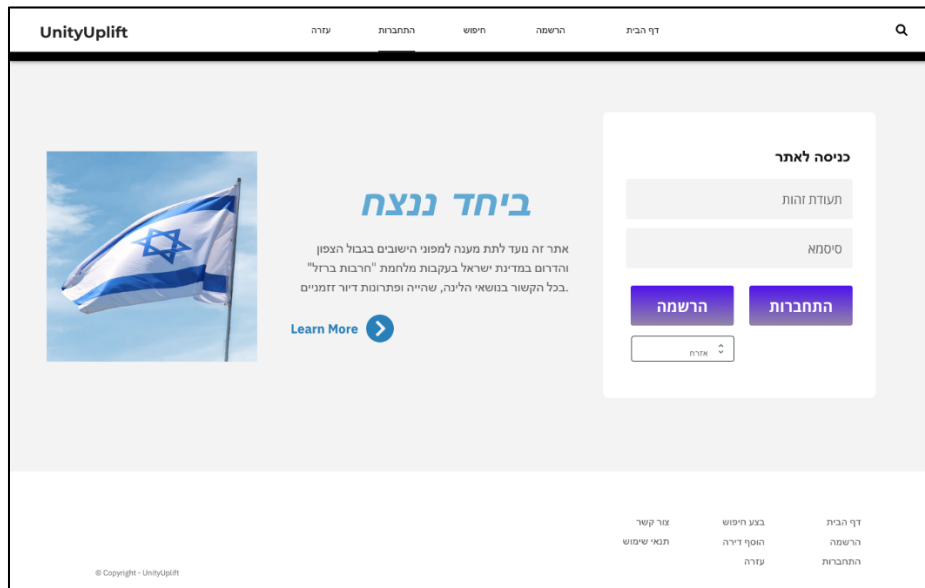 UnityUplift
דף הבית
הרשמה
חיפוש
התחברות
עזרה
כניסה לאתר
תעודת זהות
סיסמא
התחברות
הרשמה
אזרח
ביחד ננצח
אתר זה נועד לתת מענה למפוני הישובים בגבול הצפון
והדרום במדינת ישראל בעקבות מלחמת "חרבות ברזל"
בכל הקשור בנושאי הלינה, שהייה ופתרונות דיור זזמניים.
Learn More
דף הבית
הרשמה
התחברות
בצע חיפוש
הוסף דירה
עזרה
צור קשר
תנאי שימוש
© Copyright - UnityUplift